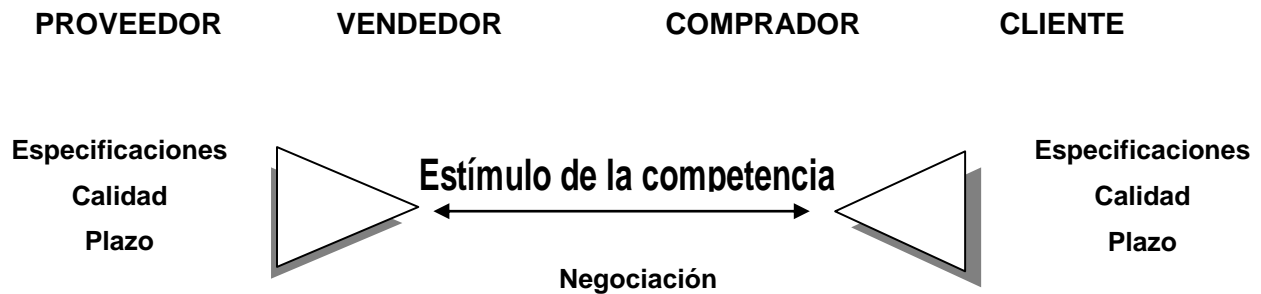 PROVEEDOR VENDEDOR COMPRADOR CLIENTE
Especificaciones
Calidad
Plazo
Estímulo de la competencia
Negociación
Especificaciones
Calidad
Plazo